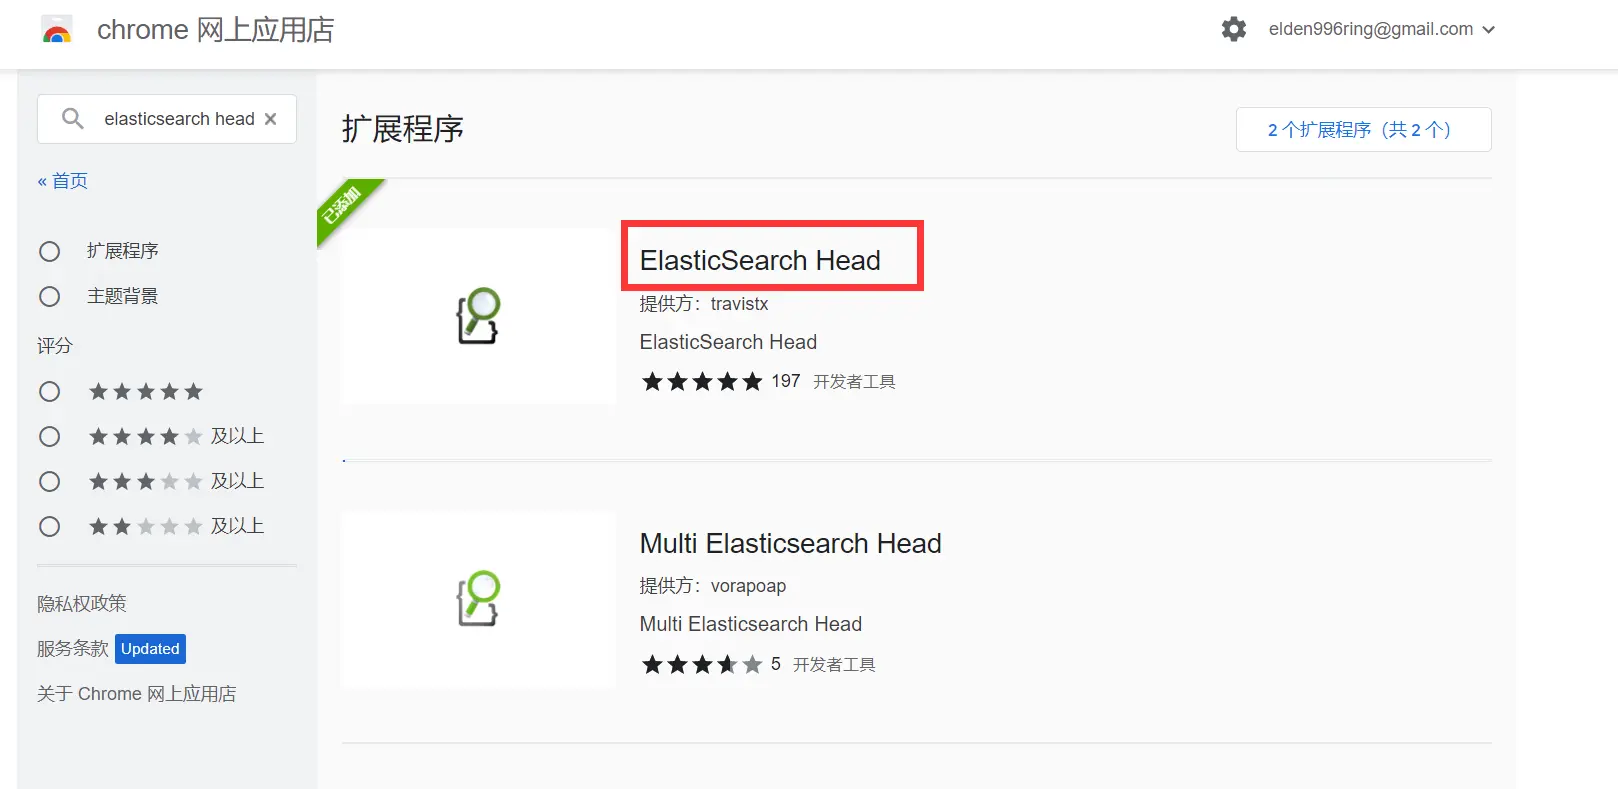 chrome 网上应用店
elden996ring@gmail.com
elasticsearch head
« 首页
扩展程序
主题背景
评分
及以上
及以上
及以上
隐私权政策
服务条款 Updated
关于 Chrome 网上应用店
扩展程序
2 个扩展程序（共 2 个）
已添加
ElasticSearch Head
提供方：travistx
ElasticSearch Head
197 开发者工具
Multi Elasticsearch Head
提供方：vorapoap
Multi Elasticsearch Head
5 开发者工具